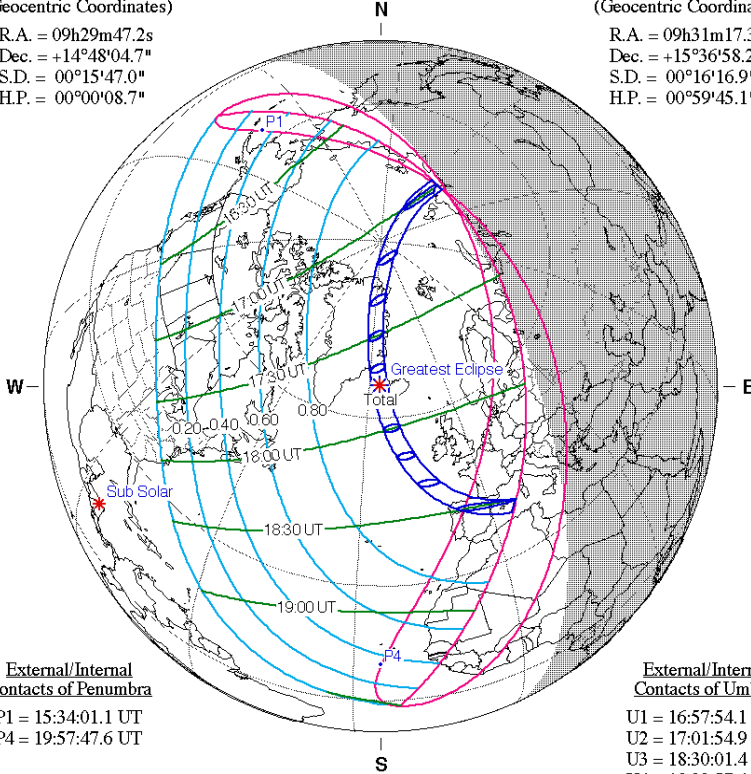 Geocentric Coordinates)
(Geocentric Coordina
N
R.A. = 09h29m47.2s
Dec. = +14°48'04.7"
S.D. = 00°15'47.0"
H.P. = 00°00'08.7"
R.A. = 09h31m17.3
Dec. = +15°36'58.2
S.D. = 00°16'16.9"
H.P. = 00°59'45.1"
P1
16:30 UT
17:00 UT
17:30 UT
Greatest Eclipse
W
E
Total
0.20
0.40
0.60
0.80
18:00 UT
Sub Solar
18:30 UT
19:00 UT
P4
External/Internal
Contacts of Penumbra
P1 = 15:34:01.1 UT
P4 = 19:57:47.6 UT
External/Intern
Contacts of Um
U1 = 16:57:54.1
U2 = 17:01:54.9
U3 = 18:30:01.4
S